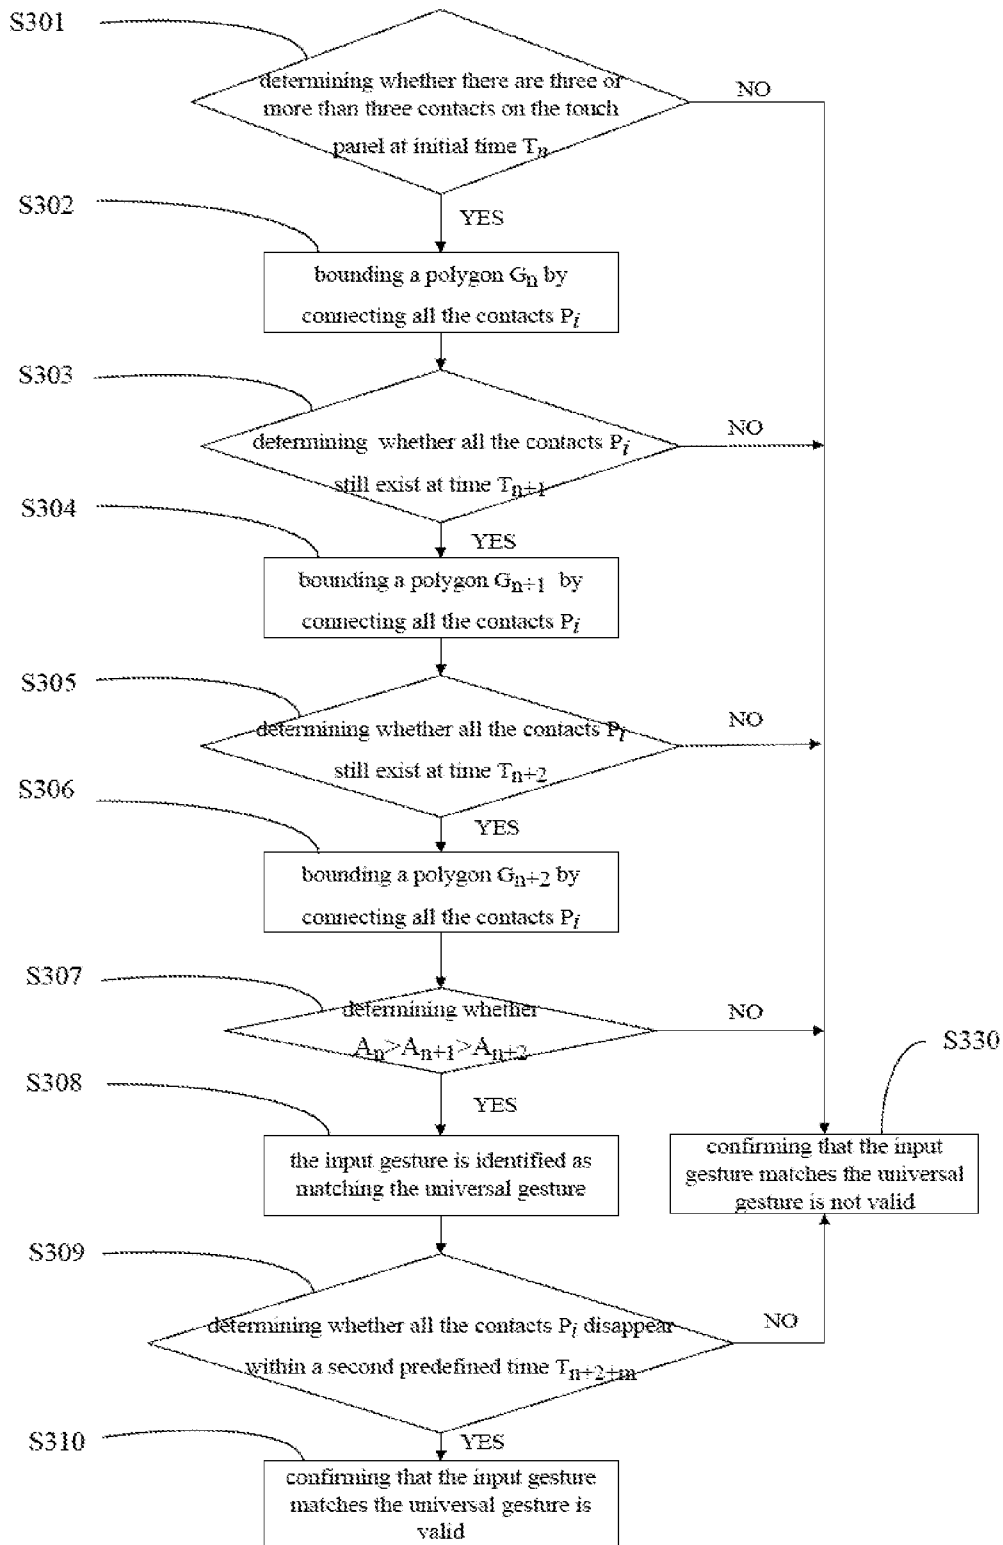 S301
determining whether there are three or
more than three contacts on the touch
panel at initial time Tn
NO
YES
S302
bounding a polygon Gn by
connecting all the contacts Pi
S303
determining whether all the contacts Pi
still exist at time Tn+1
NO
YES
S304
bounding a polygon Gn+1 by
connecting all the contacts Pi
S305
determining whether all the contacts Pi
still exist at time Tn+2
NO
YES
S306
bounding a polygon Gn+2 by
connecting all the contacts Pi
S307
determining whether
An>An+1>An+2
NO
YES
S308
the input gesture is identified as
matching the universal gesture
S330
confirming that the input
gesture matches the universal
gesture is not valid
S309
determining whether all the contacts Pi disappear
within a second predefined time Tn+2+m
NO
YES
S310
confirming that the input gesture
matches the universal gesture is
valid